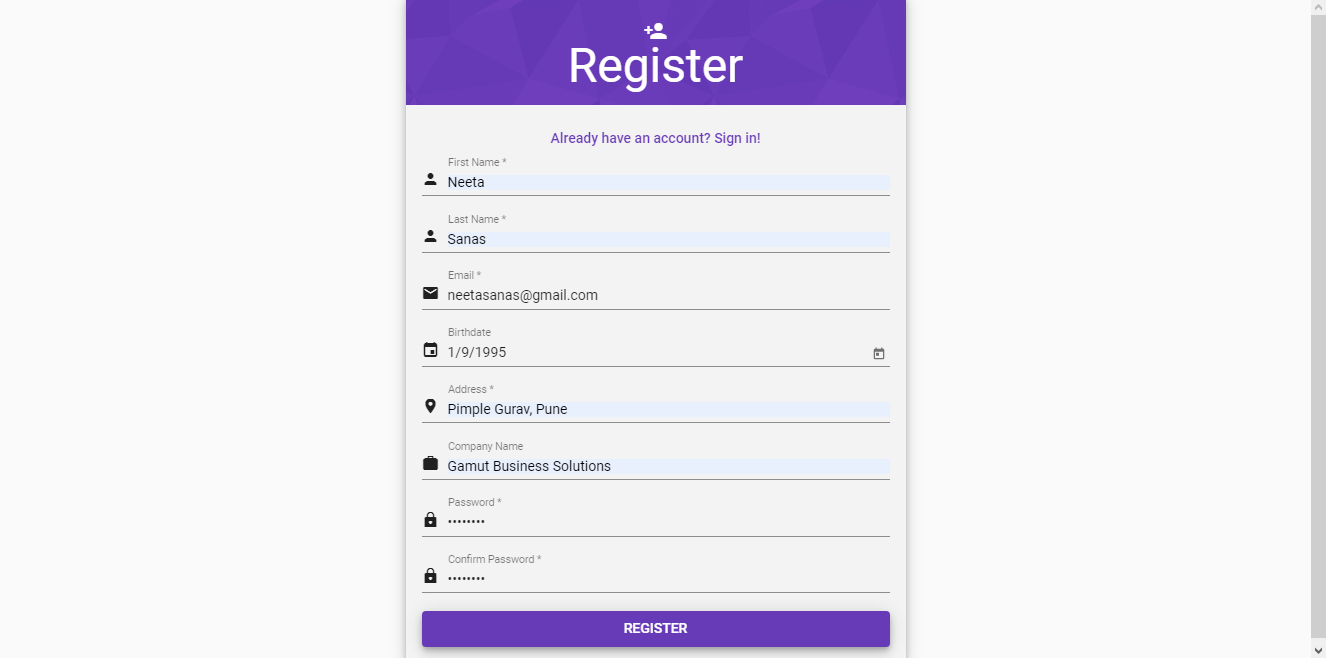 Register
Already have an account? Sign in!
First Name *
Neeta
Last Name *
Sanas
Email *
neetasanas@gmail.com
Birthdate
1/9/1995
Address *
Pimple Gurav, Pune
Company Name
Gamut Business Solutions
Password *
••••••••
Confirm Password *
••••••••
REGISTER